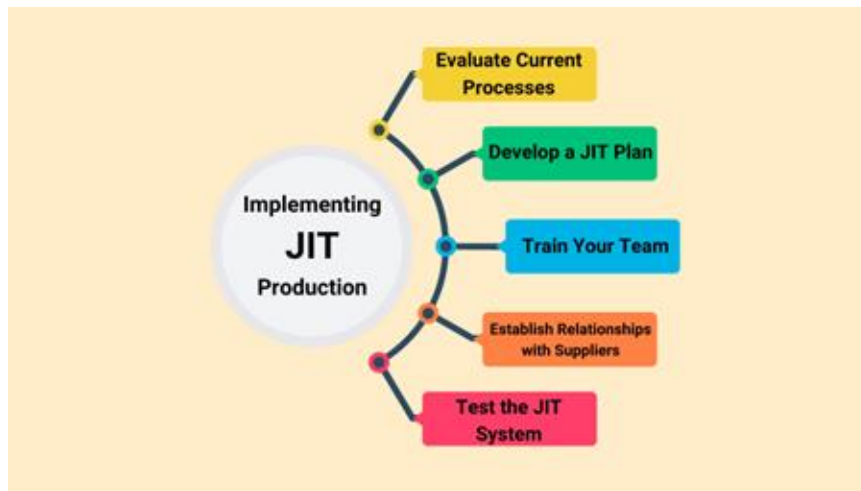 Implementing
JIT
Production
Evaluate Current
Processes
Develop a JIT Plan
Train Your Team
Establish Relationships
with Suppliers
Test the JIT
System